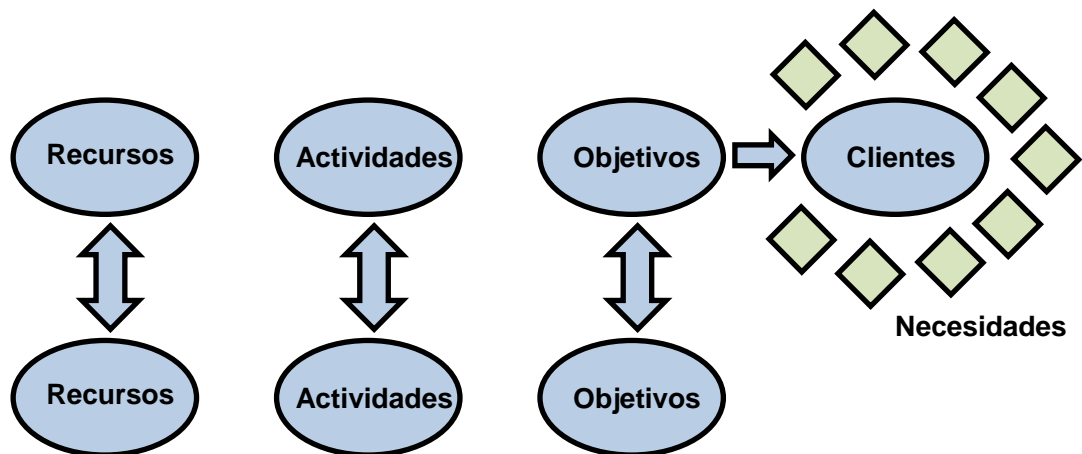 Recursos
Actividades
Objetivos
Clientes
Necesidades
Recursos
Actividades
Objetivos